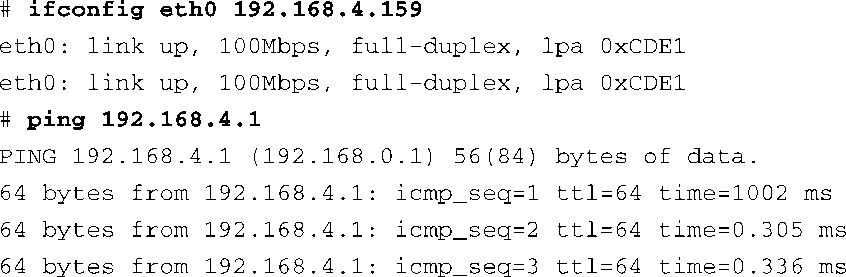 # ifconfig eth0 192.168.4.159
eth0: link up, 100Mbps, full-duplex, lpa 0xCDE1
eth0: link up, 100Mbps, full-duplex, lpa 0xCDE1
# ping 192.168.4.1
PING 192.168.4.1 (192.168.0.1) 56(84) bytes of data.
64 bytes from 192.168.4.1: icmp_seq=1 ttl=64 time=1002 ms
64 bytes from 192.168.4.1: icmp_seq=2 ttl=64 time=0.305 ms
64 bytes from 192.168.4.1: icmp_seq=3 ttl=64 time=0.336 ms